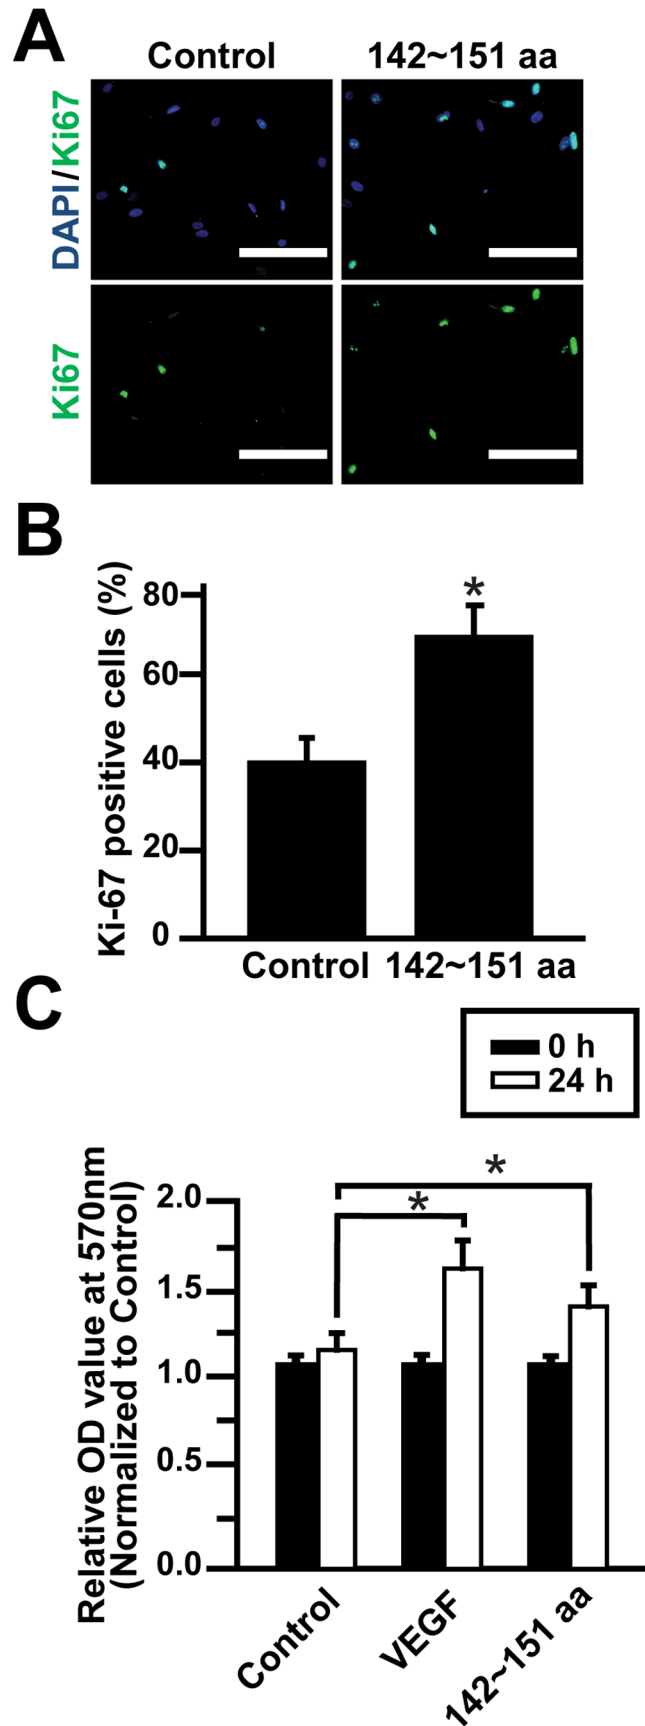 A
Control
142~151 aa
DAPI/Ki67
Ki67
B
Ki-67 positive cells (%)
80
60
40
20
0
*
Control
142~151 aa
C
0 h
24 h
Relative OD value at 570nm
(Normalized to Control)
2.0
1.5
1.0
0.5
0.0
*
*
Control
VEGF
142~151 aa